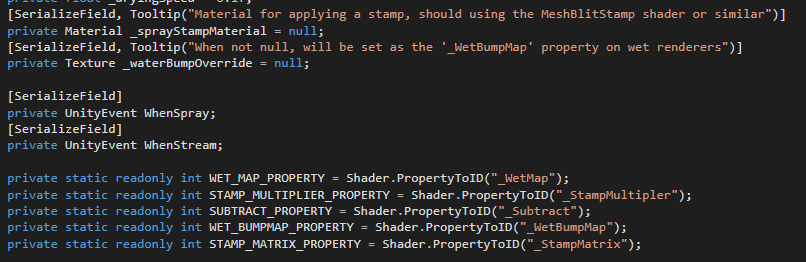 [SerializeField, Tooltip("Material for applying a stamp, should using the MeshBlitStamp shader or similar")]
private Material _sprayStampMaterial = null;
[SerializeField, Tooltip("When not null, will be set as the '_WetBumpMap' property on wet renderers")]
private Texture _waterBumpOverride = null;
[SerializeField]
private UnityEvent WhenSpray;
[SerializeField]
private UnityEvent WhenStream;
private static readonly int WET_MAP_PROPERTY = Shader.PropertyToID("_WetMap");
private static readonly int STAMP_MULTIPLIER_PROPERTY = Shader.PropertyToID("_StampMultipler");
private static readonly int SUBTRACT_PROPERTY = Shader.PropertyToID("_Subtract");
private static readonly int WET_BUMPMAP_PROPERTY = Shader.PropertyToID("_WetBumpMap");
private static readonly int STAMP_MATRIX_PROPERTY = Shader.PropertyToID("_StampMatrix");